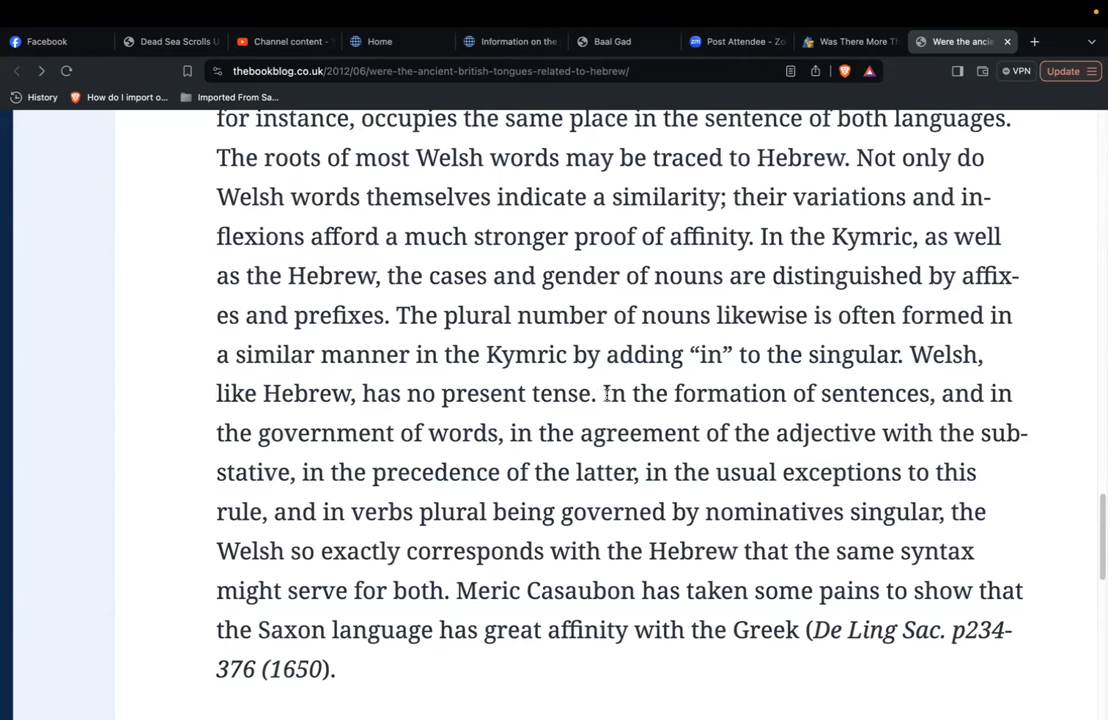 Facebook
Dead Sea Scrolls U
Channel content - Y
Home
Information on the
Baal Gad
Post Attendee - Zo
Was There More T
Were the ancie
thebookblog.co.uk/2012/06/were-the-ancient-british-tongues-related-to-hebrew/
VPN
Update
History
How do I import o...
Imported From Sa...
for instance, occupies the same place in the sentence of both languages.
The roots of most Welsh words may be traced to Hebrew. Not only do
Welsh words themselves indicate a similarity; their variations and in-
flexions afford a much stronger proof of affinity. In the Kymric, as well
as the Hebrew, the cases and gender of nouns are distinguished by affix-
es and prefixes. The plural number of nouns likewise is often formed in
a similar manner in the Kymric by adding “in” to the singular. Welsh,
like Hebrew, has no present tense. In the formation of sentences, and in
the government of words, in the agreement of the adjective with the sub-
stative, in the precedence of the latter, in the usual exceptions to this
rule, and in verbs plural being governed by nominatives singular, the
Welsh so exactly corresponds with the Hebrew that the same syntax
might serve for both. Meric Casaubon has taken some pains to show that
the Saxon language has great affinity with the Greek (De Ling Sac. p234-
376 (1650).